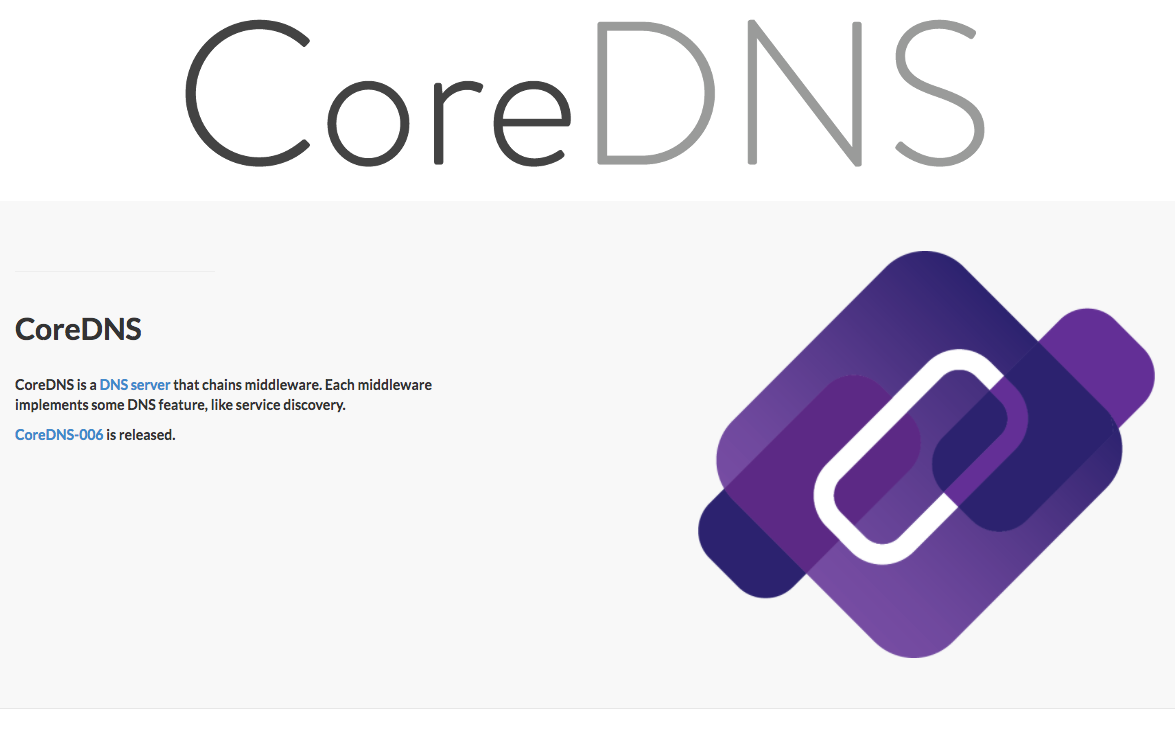 CoreDNS
CoreDNS
CoreDNS is a DNS server that chains middleware. Each middleware
implements some DNS feature, like service discovery.
CoreDNS-006 is released.